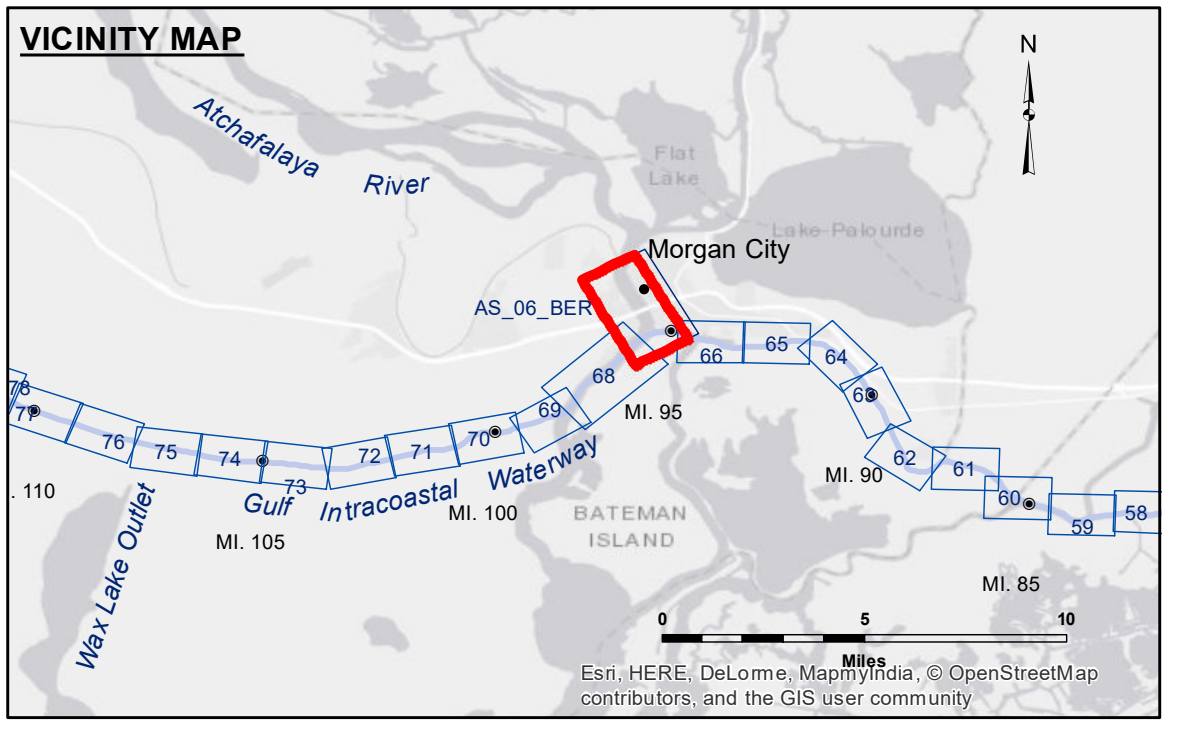 VICINITY MAP
N
Atchafalaya
River
Flat
Lake
Lake Palourde
Morgan City
AS_06_BER
66
65
64
68
63
78
77
76
75
74
73
72
71
70
69
MI. 95
62
61
60
59
58
MI. 90
. 110
Wax Lake Outlet
Gulf Intracoastal Waterway
MI. 100
MI. 105
BATEMAN
ISLAND
MI. 85
0 5 10
Miles
Esri, HERE, DeLorme, MapmyIndia, © OpenStreetMap
contributors, and the GIS user community